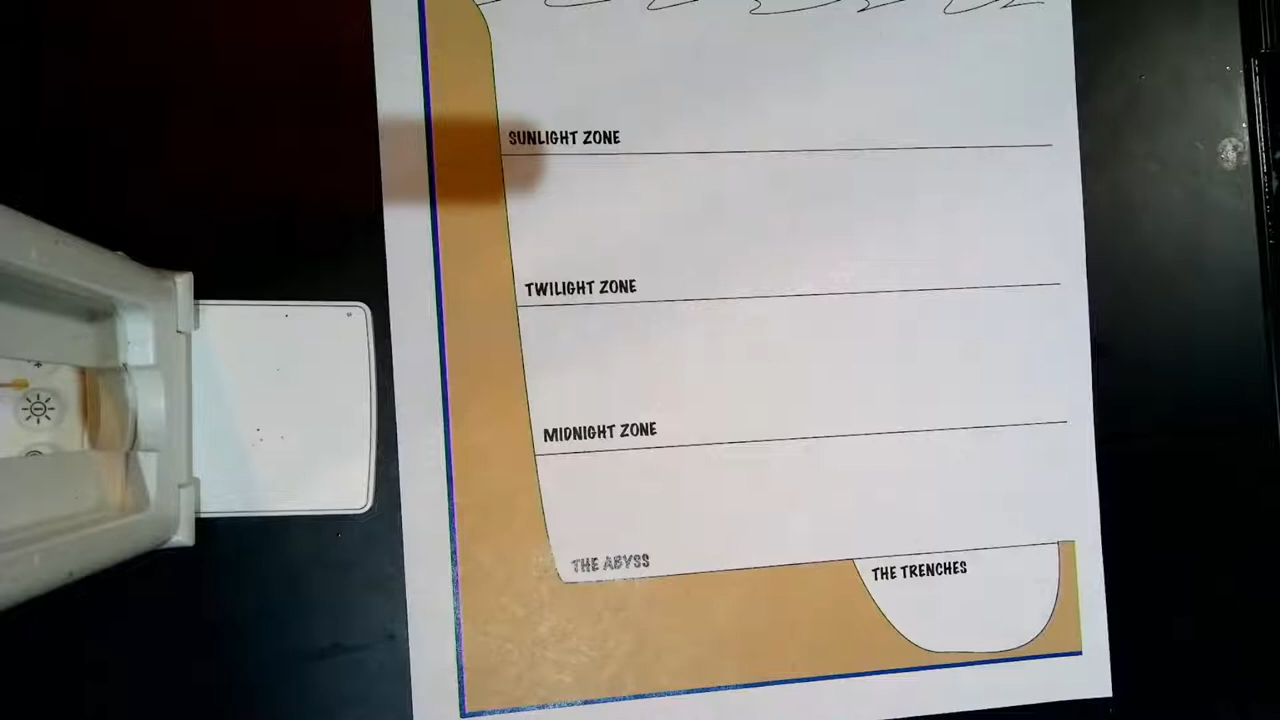 SUNLIGHT ZONE
TWILIGHT ZONE
MIDNIGHT ZONE
THE ABYSS
THE TRENCHES